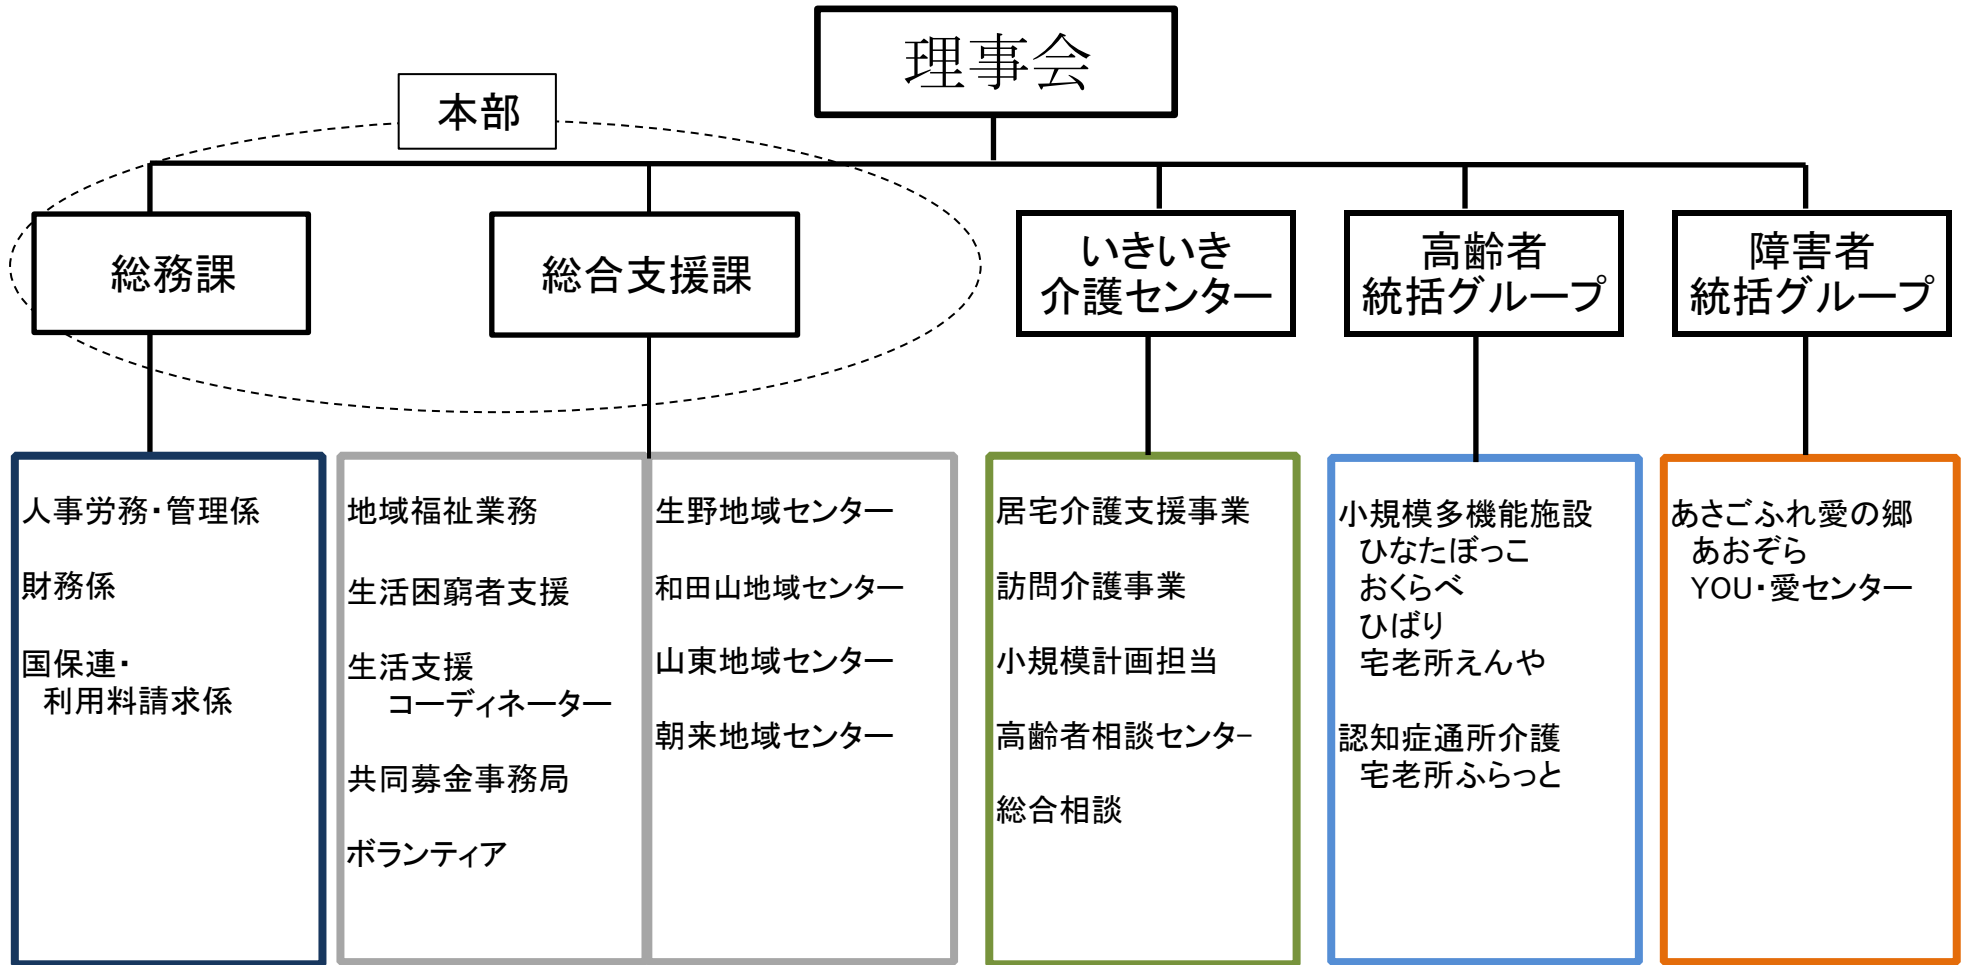 理事会
本部
総務課
総合支援課
いきいき
介護センター
高齢者
統括グループ
障害者
統括グループ
人事労務・管理係
財務係
国保連・
利用料請求係
地域福祉業務
生活困窮者支援
生活支援
コーディネーター
共同募金事務局
ボランティア
生野地域センター
和田山地域センター
山東地域センター
朝来地域センター
居宅介護支援事業
訪問介護事業
小規模計画担当
高齢者相談センター
総合相談
小規模多機能施設
ひなたぼっこ
おくらべ
ひばり
宅老所えんや
認知症通所介護
宅老所ふらっと
あさごふれ愛の郷
あおぞら
YOU・愛センター